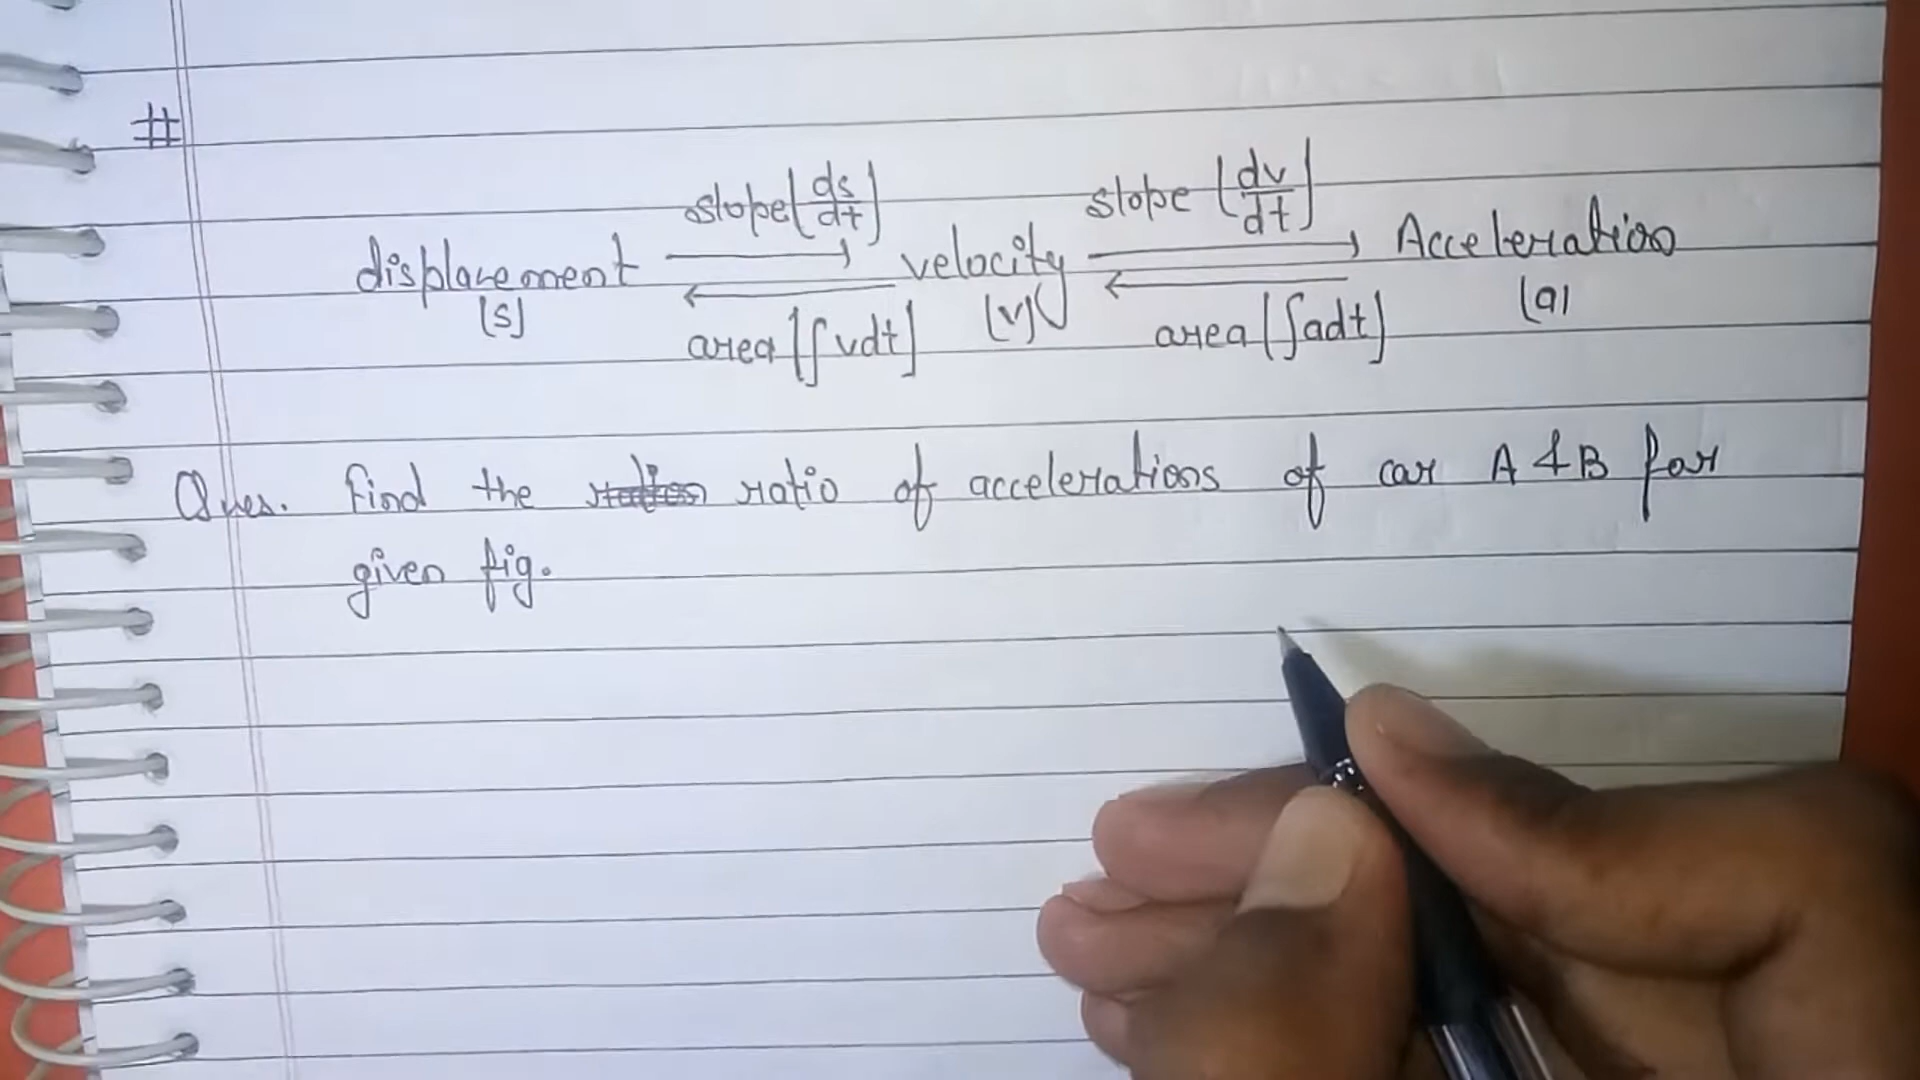 #
slope (ds/dt) slope (dv/dt)
displacement velocity Acceleration
(s) (v) (a)
area (∫vdt) area (∫adt)
Ques. Find the ratio of accelerations of car A & B for
given fig.